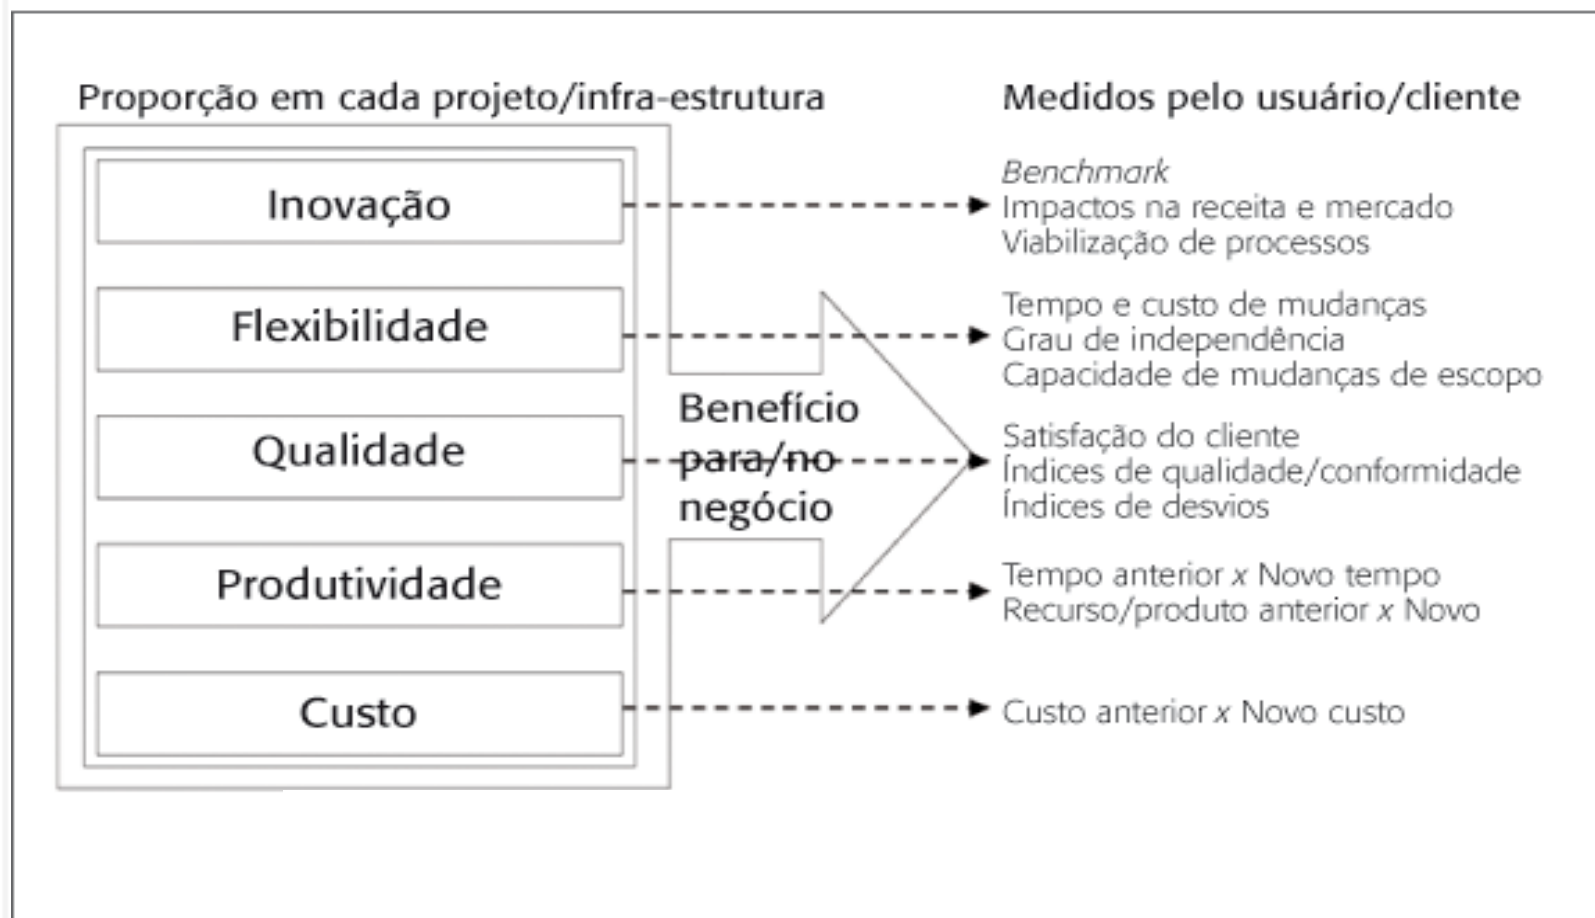 Proporção em cada projeto/infra-estrutura
Medidos pelo usuário/cliente
Inovação
Benchmark
Impactos na receita e mercado
Viabilização de processos
Flexibilidade
Tempo e custo de mudanças
Grau de independência
Capacidade de mudanças de escopo
Qualidade
Benefício
para/no
negócio
Satisfação do cliente
Índices de qualidade/conformidade
Índices de desvios
Produtividade
Tempo anterior x Novo tempo
Recurso/produto anterior x Novo
Custo
Custo anterior x Novo custo